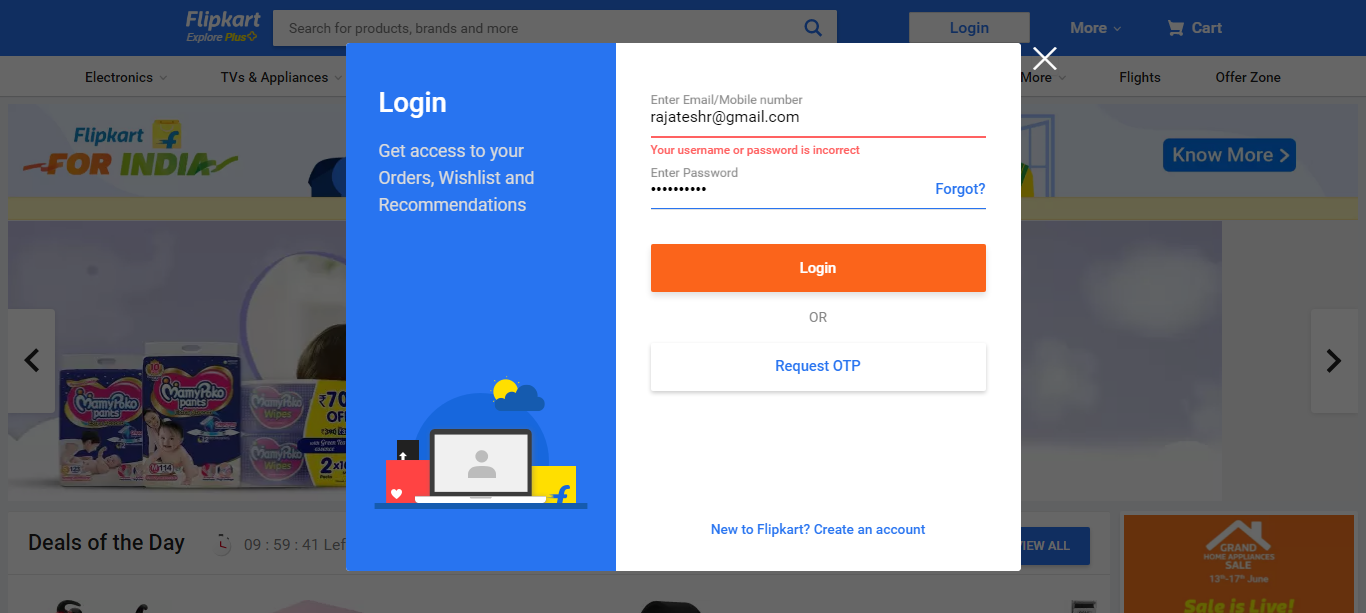 Flipkart
Explore Plus
Search for products, brands and more
Login
More
Cart
Electronics
TVs & Appliances
More
Flights
Offer Zone
Flipkart
FOR INDIA
Know More
Login
Get access to your
Orders, Wishlist and
Recommendations
Enter Email/Mobile number
rajateshr@gmail.com
Your username or password is incorrect
Enter Password
Forgot?
Login
OR
Request OTP
New to Flipkart? Create an account
MamyPoko
pants
MamyPoko
pants
M114
MamyPoko
Wipes
MamyPoko
Wipes
₹70
OFF
Deals of the Day
09 : 59 : 41 Lef
VIEW ALL
GRAND
HOME APPLIANCES
SALE
13th-17th June
Sale is Live!